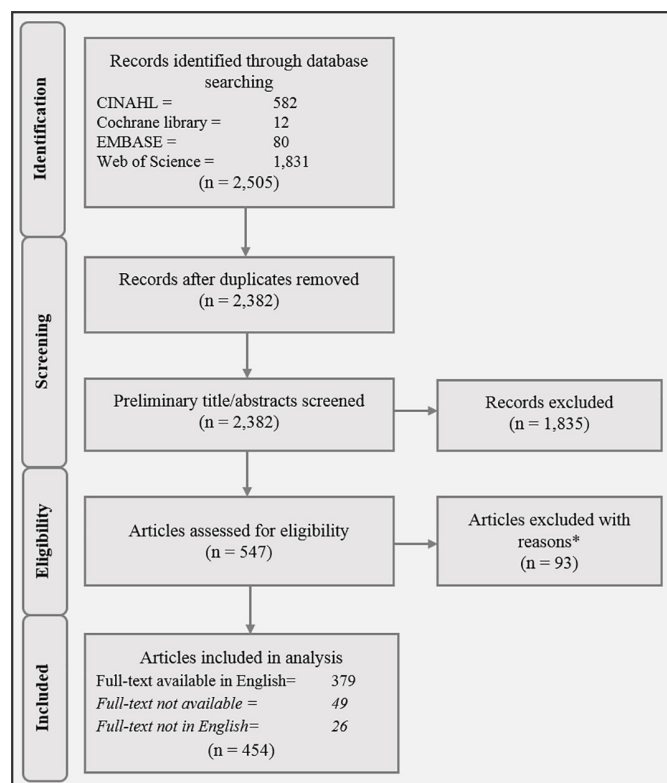 Identification
Records identified through database
searching
CINAHL = 582
Cochrane library = 12
EMBASE = 80
Web of Science = 1,831
(n = 2,505)
Screening
Records after duplicates removed
(n = 2,382)
Preliminary title/abstracts screened
(n = 2,382)
Records excluded
(n = 1,835)
Eligibility
Articles assessed for eligibility
(n = 547)
Articles excluded with
reasons*
(n = 93)
Included
Articles included in analysis
Full-text available in English= 379
Full-text not available = 49
Full-text not in English= 26
(n = 454)